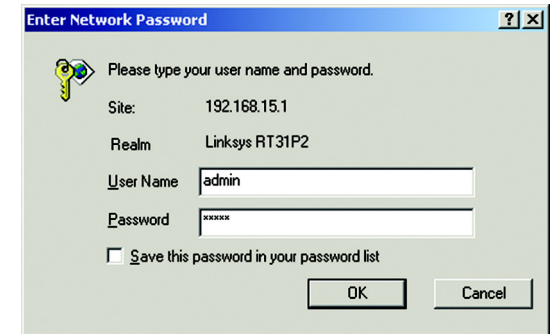 Enter Network Password
Please type your user name and password.
Site: 192.168.15.1
Realm Linksys RT31P2
User Name admin
Password xxxxx
Save this password in your password list
OK Cancel